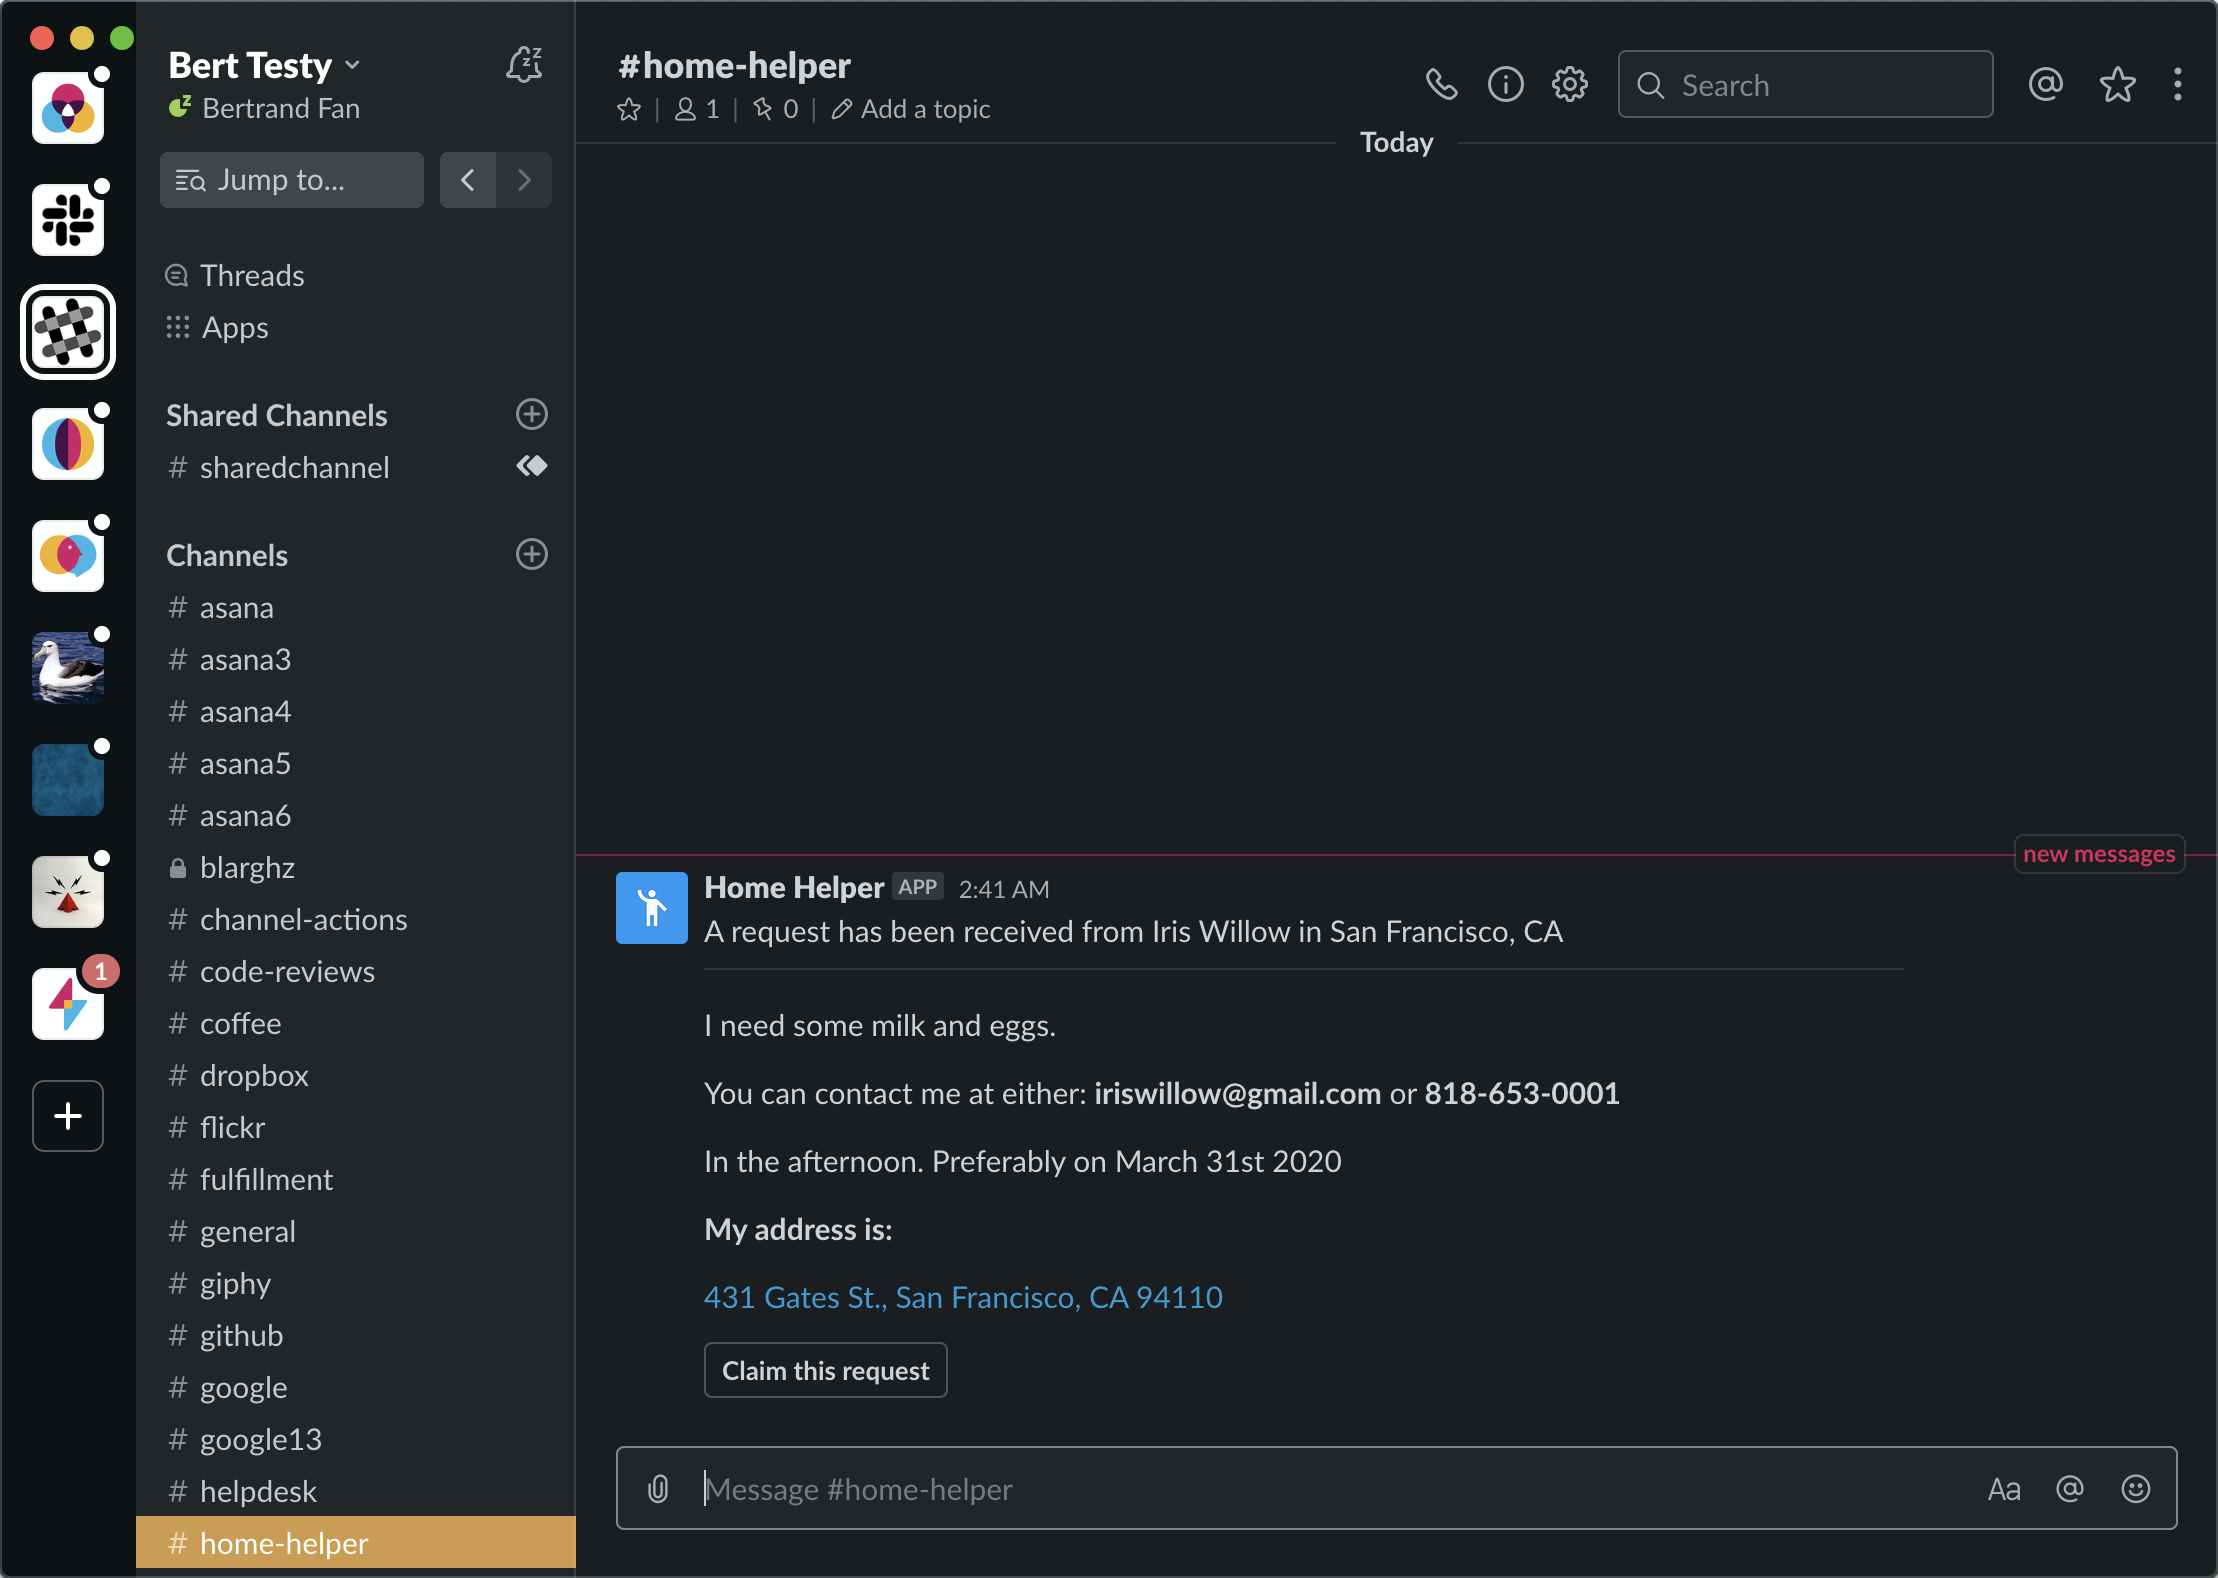 Bert Testy
Bertrand Fan
Jump to...
Threads
Apps
Shared Channels
# sharedchannel
Channels
# asana
# asana3
# asana4
# asana5
# asana6
blarghz
# channel-actions
# code-reviews
# coffee
# dropbox
# flickr
# fulfillment
# general
# giphy
# github
# google
# google13
# helpdesk
# home-helper
1
#home-helper
1 | 0 | Add a topic
Search
Today
new messages
Home Helper APP 2:41 AM
A request has been received from Iris Willow in San Francisco, CA
I need some milk and eggs.
You can contact me at either: iriswillow@gmail.com or 818-653-0001
In the afternoon. Preferably on March 31st 2020
My address is:
431 Gates St., San Francisco, CA 94110
Claim this request
Message #home-helper
Aa